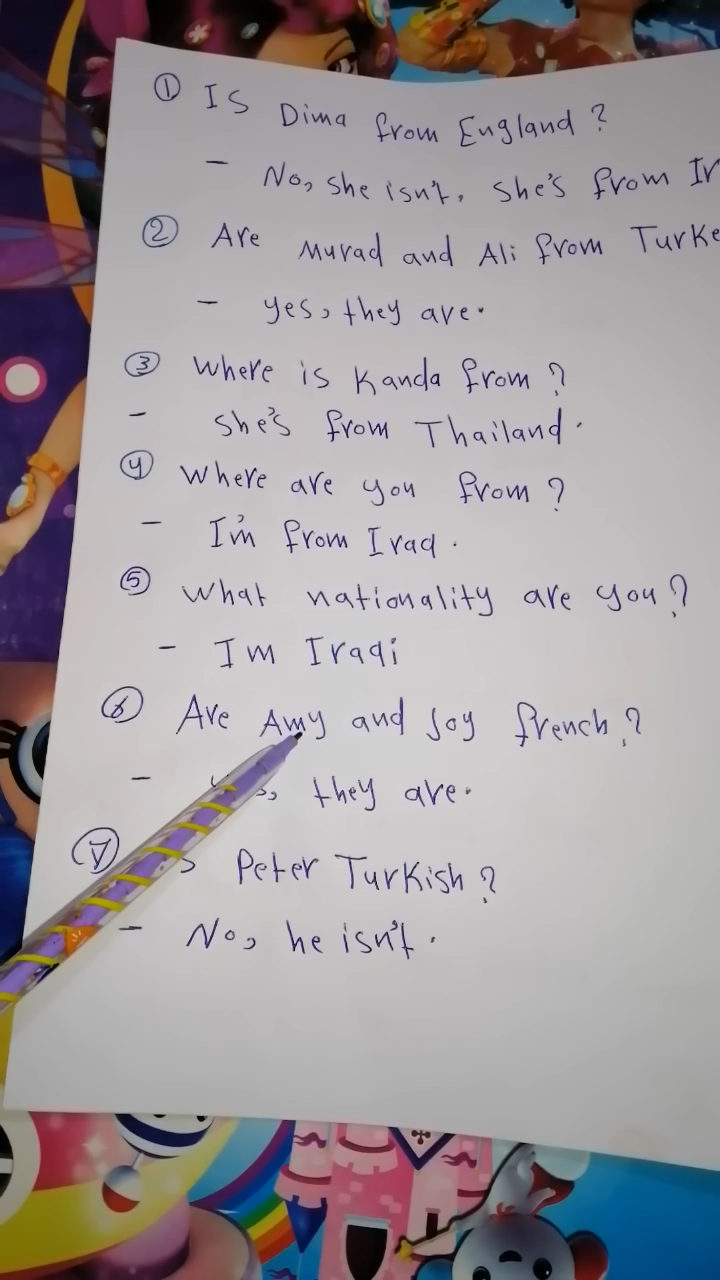 ① Is Dima from England?
- No, she isn't. She's from Ir
② Are Murad and Ali from Turke
- yes, they are.
③ Where is Kanda from?
- She's from Thailand.
④ Where are you from?
- I'm from Iraq.
⑤ What nationality are you?
- Im Iraqi
⑥ Are Amy and Joy french?
- they are.
⑦ Peter Turkish?
- No, he isn't.